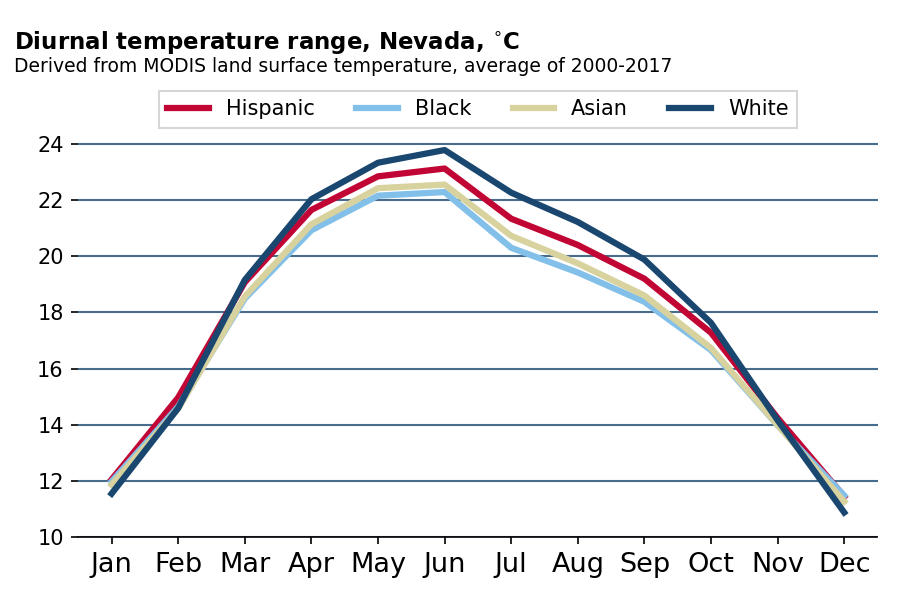 Diurnal temperature range, Nevada, °C
Derived from MODIS land surface temperature, average of 2000-2017
Hispanic Black Asian White
24
22
20
18
16
14
12
10
Jan Feb Mar Apr May Jun Jul Aug Sep Oct Nov Dec